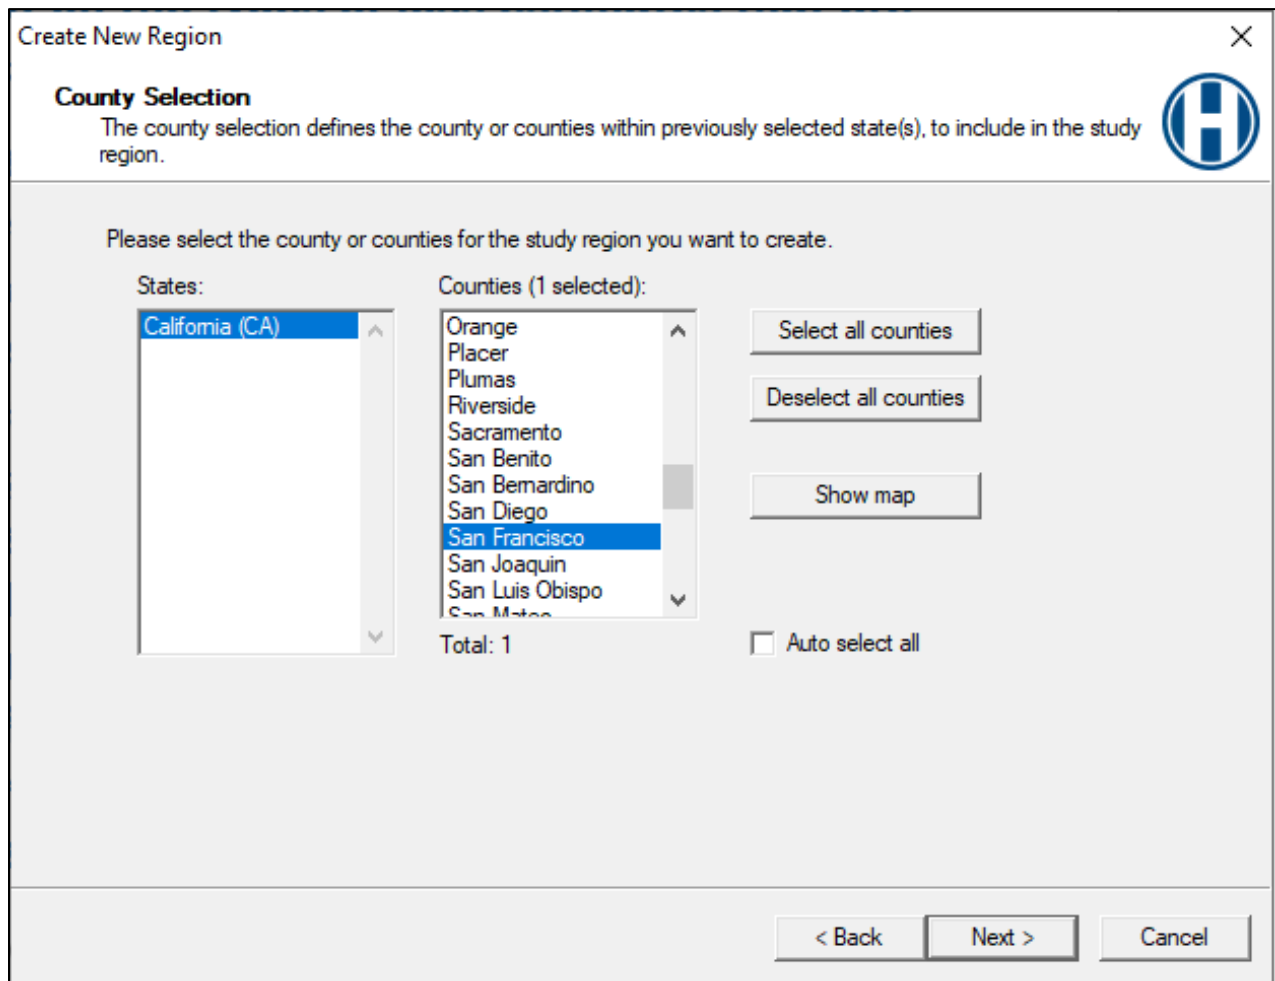 Create New Region
County Selection
The county selection defines the county or counties within previously selected state(s), to include in the study
region.
Please select the county or counties for the study region you want to create.
States:
California (CA)
Counties (1 selected):
Orange
Placer
Plumas
Riverside
Sacramento
San Benito
San Bernardino
San Diego
San Francisco
San Joaquin
San Luis Obispo
San Mateo
Total: 1
Select all counties
Deselect all counties
Show map
Auto select all
< Back
Next >
Cancel